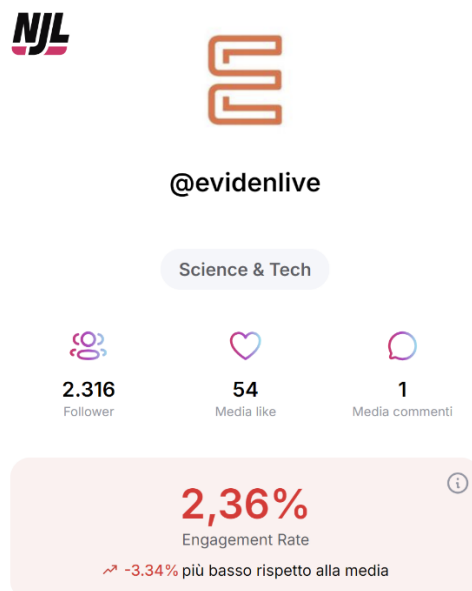 NJL
@evidenlive
Science & Tech
2.316 54 1
Follower Media like Media commenti
2,36%
Engagement Rate
-3.34% più basso rispetto alla media